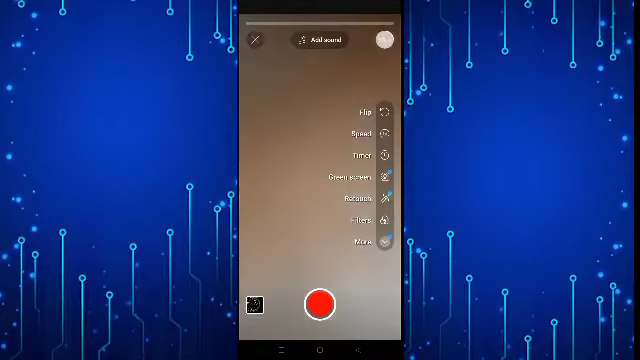 Add sound
Flip
Speed
Timer
Green screen
Retouch
Filters
More